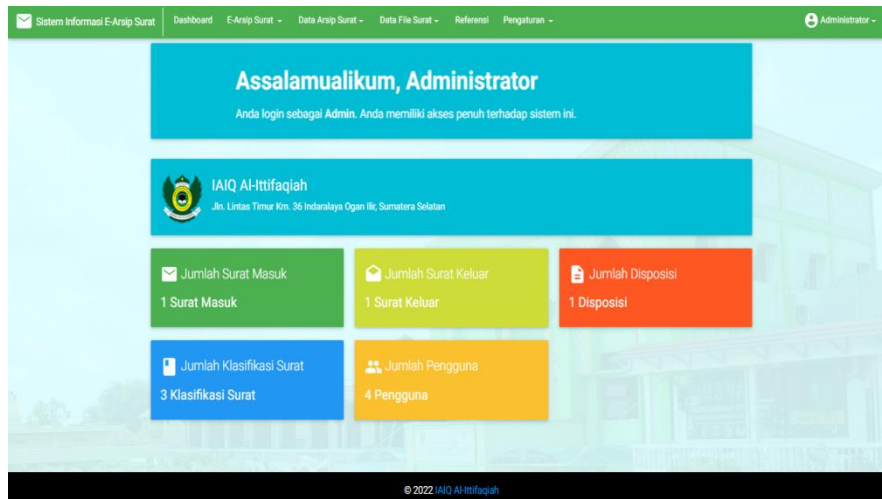 Sistem Informasi E-Arsip Surat Dashboard E-Arsip Surat Data Arsip Surat Data File Surat Referensi Pengaturan Administrator
Assalamualikum, Administrator
Anda login sebagai Admin. Anda memiliki akses penuh terhadap sistem ini.
IAIQ Al-Ittifaqiah
Jln. Lintas Timur Km. 36 Indaralaya Ogan Ilir, Sumatera Selatan
Jumlah Surat Masuk
1 Surat Masuk
Jumlah Surat Keluar
1 Surat Keluar
Jumlah Disposisi
1 Disposisi
Jumlah Klasifikasi Surat
3 Klasifikasi Surat
Jumlah Pengguna
4 Pengguna
© 2022 IAIQ Al-Ittifaqiah